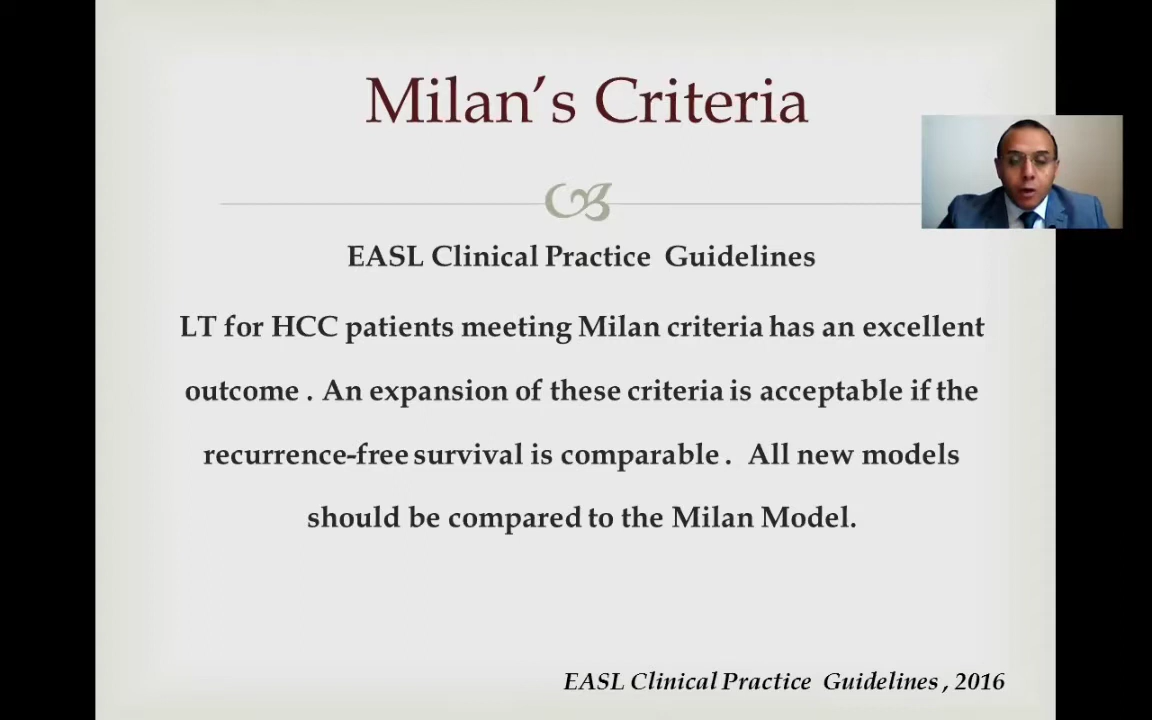 Milan’s Criteria
EASL Clinical Practice Guidelines
LT for HCC patients meeting Milan criteria has an excellent
outcome . An expansion of these criteria is acceptable if the
recurrence-free survival is comparable . All new models
should be compared to the Milan Model.
EASL Clinical Practice Guidelines , 2016